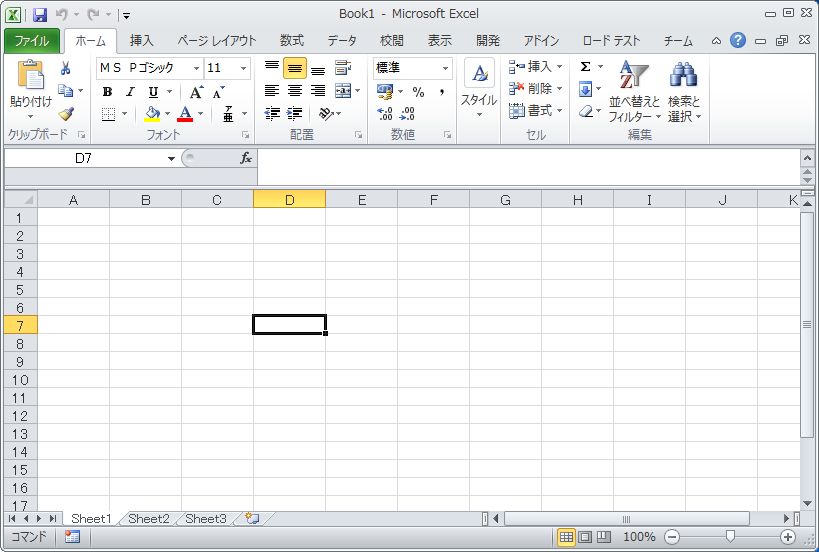 Book1 - Microsoft Excel
ファイル ホーム 挿入 ページ レイアウト 数式 データ 校閲 表示 開発 アドイン ロード テスト チーム
ＭＳ Ｐゴシック 11 標準 挿入
貼り付け B I U A A % , スタイル 削除 Σ 並べ替えと フィルター 検索と 選択
A 亜 書式
クリップボード フォント 配置 数値 セル 編集
D7 fx
A B C D E F G H I J K
1
2
3
4
5
6
7
8
9
10
11
12
13
14
15
16
17
Sheet1 Sheet2 Sheet3
コマンド 100%